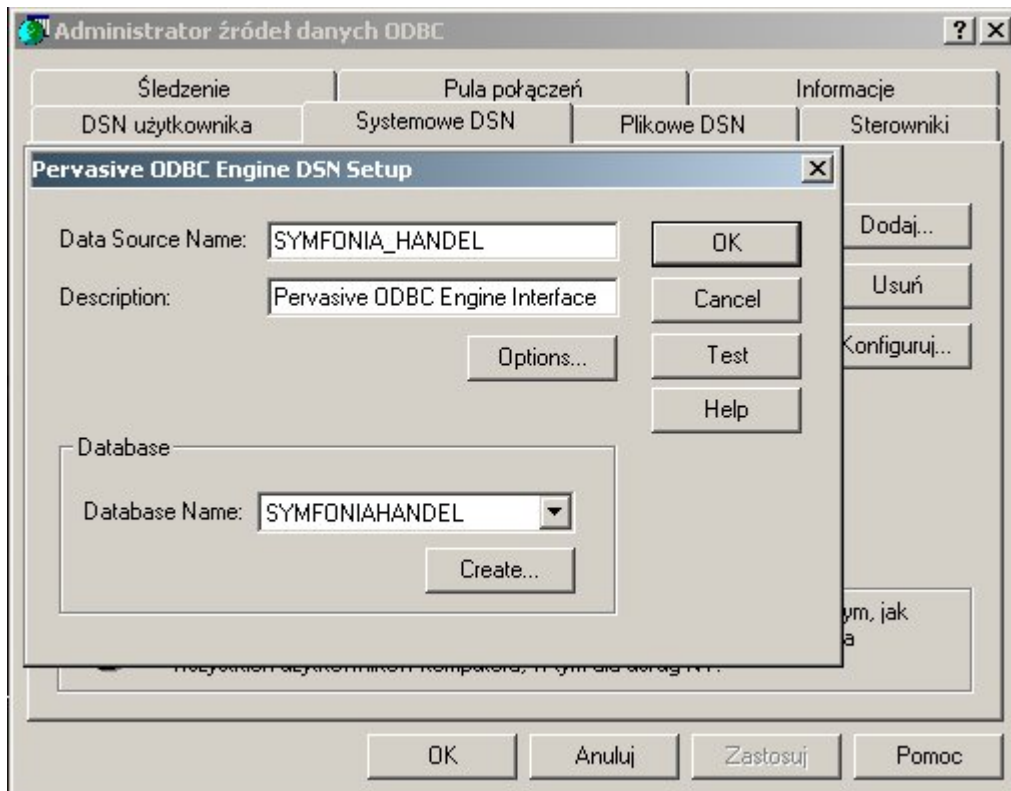 Administrator źródeł danych ODBC
Śledzenie Pula połączeń Informacje
DSN użytkownika Systemowe DSN Plikowe DSN Sterowniki
Pervasive ODBC Engine DSN Setup
Data Source Name: SYMFONIA_HANDEL OK Dodaj...
Description: Pervasive ODBC Engine Interface Cancel Usuń
Options... Test Konfiguruj...
Help
Database
Database Name: SYMFONIAHANDEL
Create...
ym, jak
a
OK Anuluj Zastosuj Pomoc